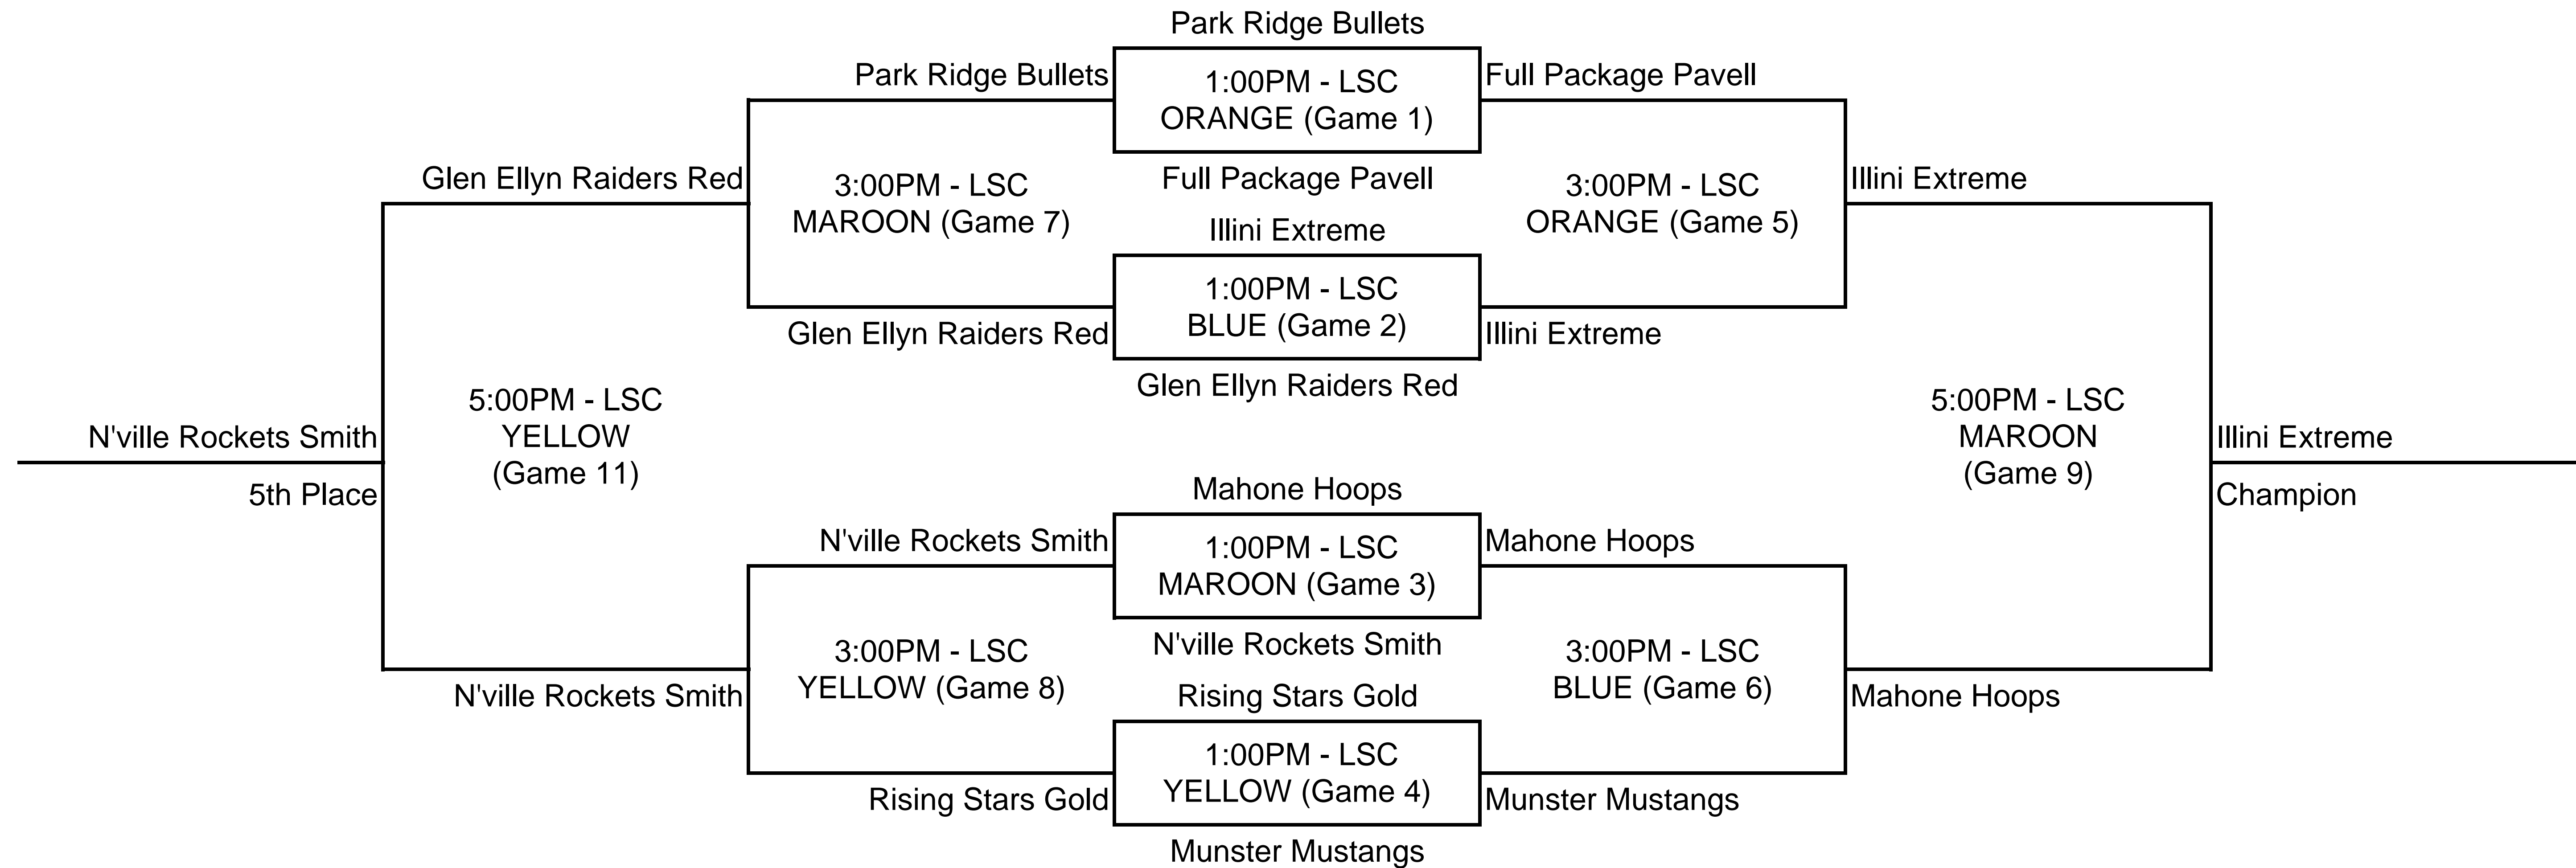 Park Ridge Bullets
Park Ridge Bullets
1:00PM - LSC
ORANGE (Game 1)
Full Package Pavell
Glen Ellyn Raiders Red
3:00PM - LSC
MAROON (Game 7)
Full Package Pavell
3:00PM - LSC
ORANGE (Game 5)
Illini Extreme
Illini Extreme
Glen Ellyn Raiders Red
1:00PM - LSC
BLUE (Game 2)
Illini Extreme
Glen Ellyn Raiders Red
N'ville Rockets Smith
5th Place
5:00PM - LSC
YELLOW
(Game 11)
5:00PM - LSC
MAROON
(Game 9)
Illini Extreme
Champion
Mahone Hoops
N'ville Rockets Smith
1:00PM - LSC
MAROON (Game 3)
Mahone Hoops
N'ville Rockets Smith
N'ville Rockets Smith
3:00PM - LSC
YELLOW (Game 8)
Rising Stars Gold
3:00PM - LSC
BLUE (Game 6)
Mahone Hoops
Rising Stars Gold
1:00PM - LSC
YELLOW (Game 4)
Munster Mustangs
Munster Mustangs